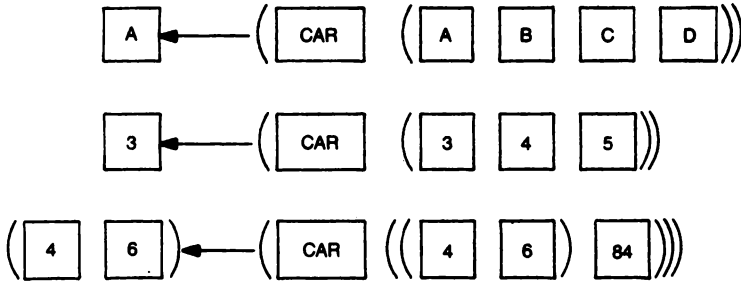 A ( CAR ( A B C D ))
3 ( CAR ( 3 4 5 ))
( 4 6 ) ( CAR (( 4 6 ) 84 )))